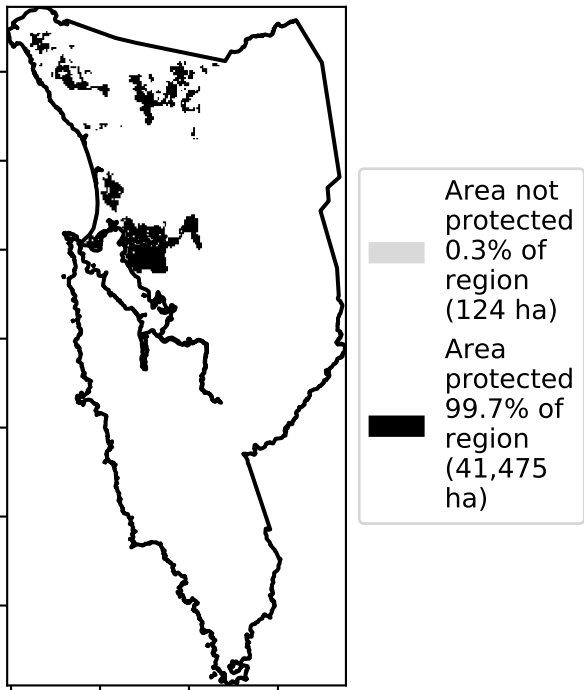 Area not
protected
0.3% of
region
(124 ha)
Area
protected
99.7% of
region
(41,475
ha)